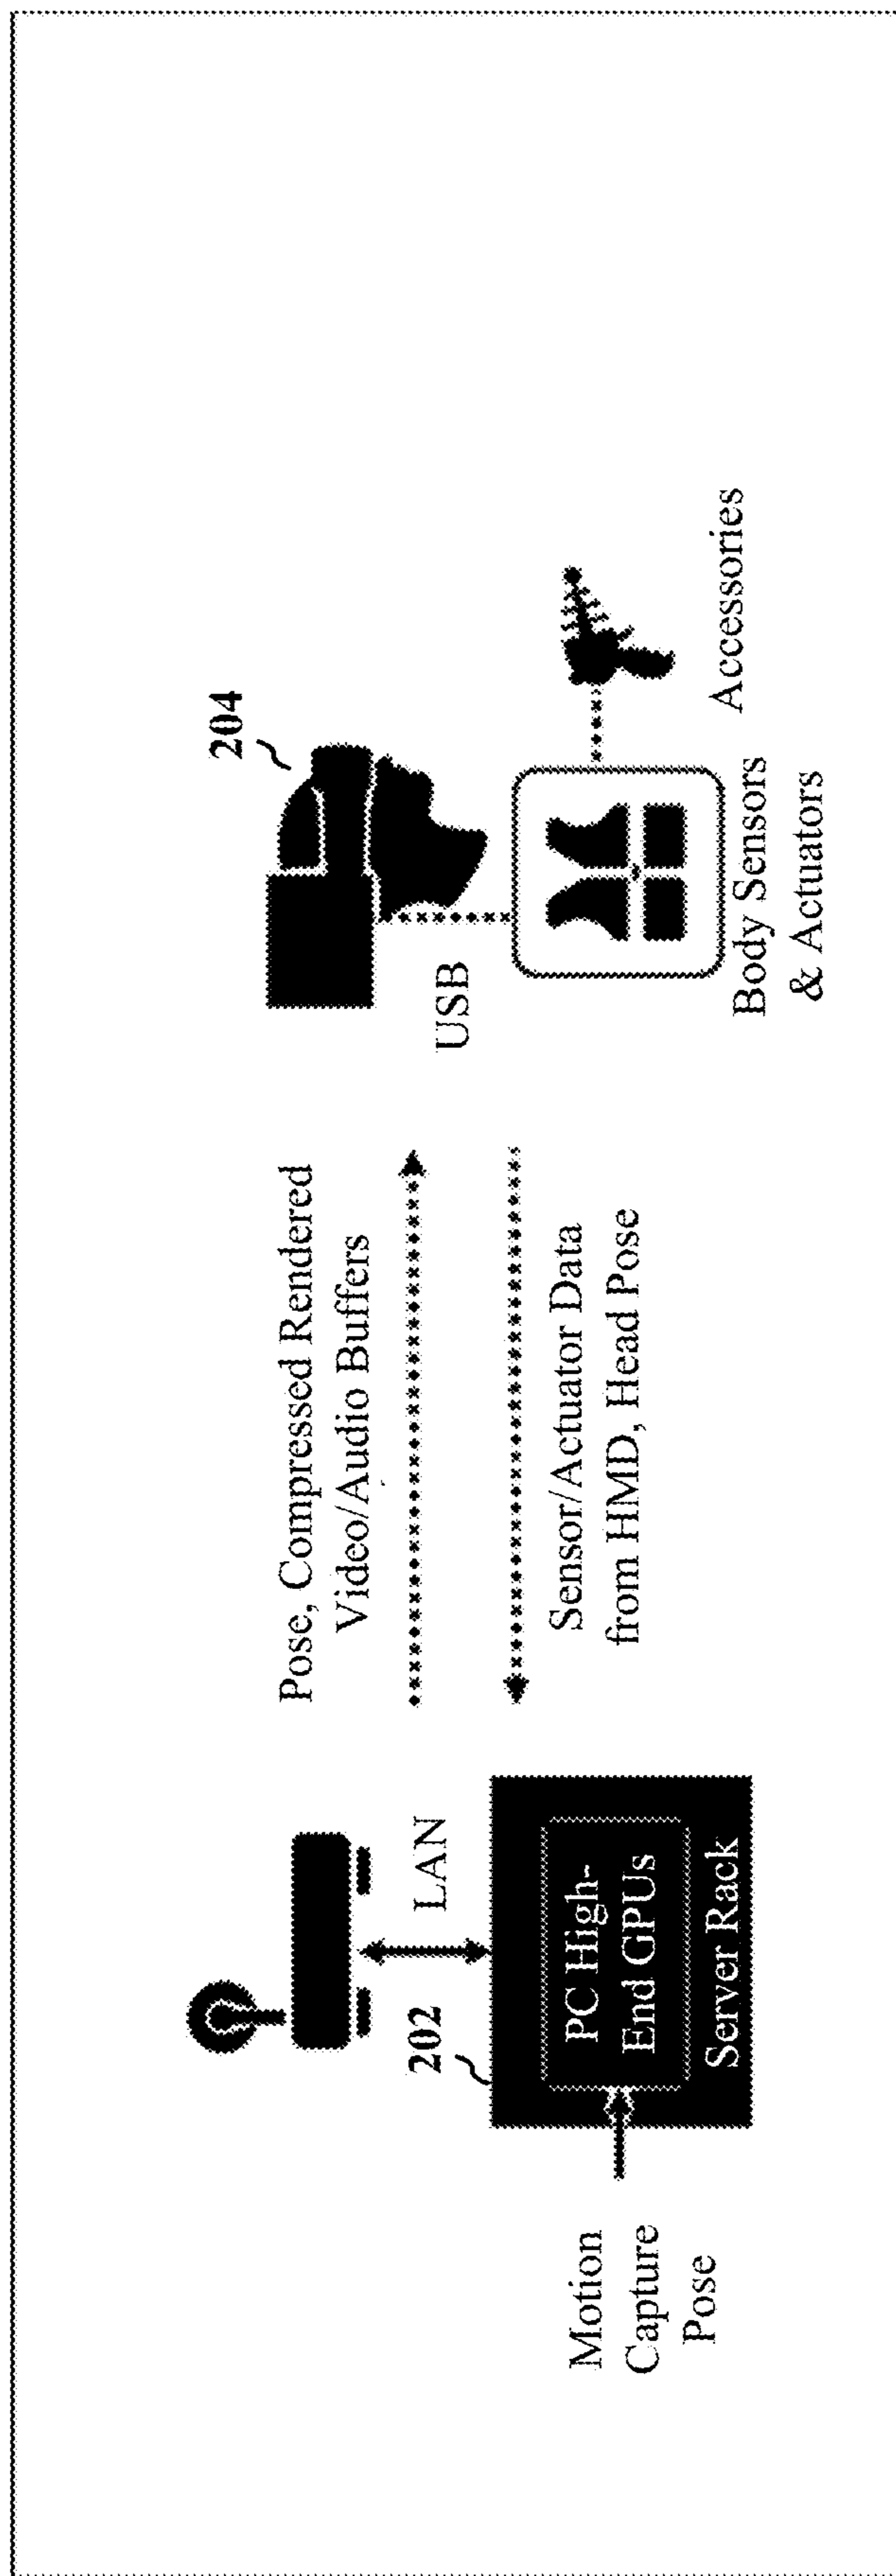 204
Pose, Compressed Rendered
Video/Audio Buffers
LAN
202
USB
Sensor/Actuator Data
from HMD, Head Pose
Motion
Capture
Pose
PC High-
End GPUs
Server Rack
Body Sensors
& Actuators
Accessories